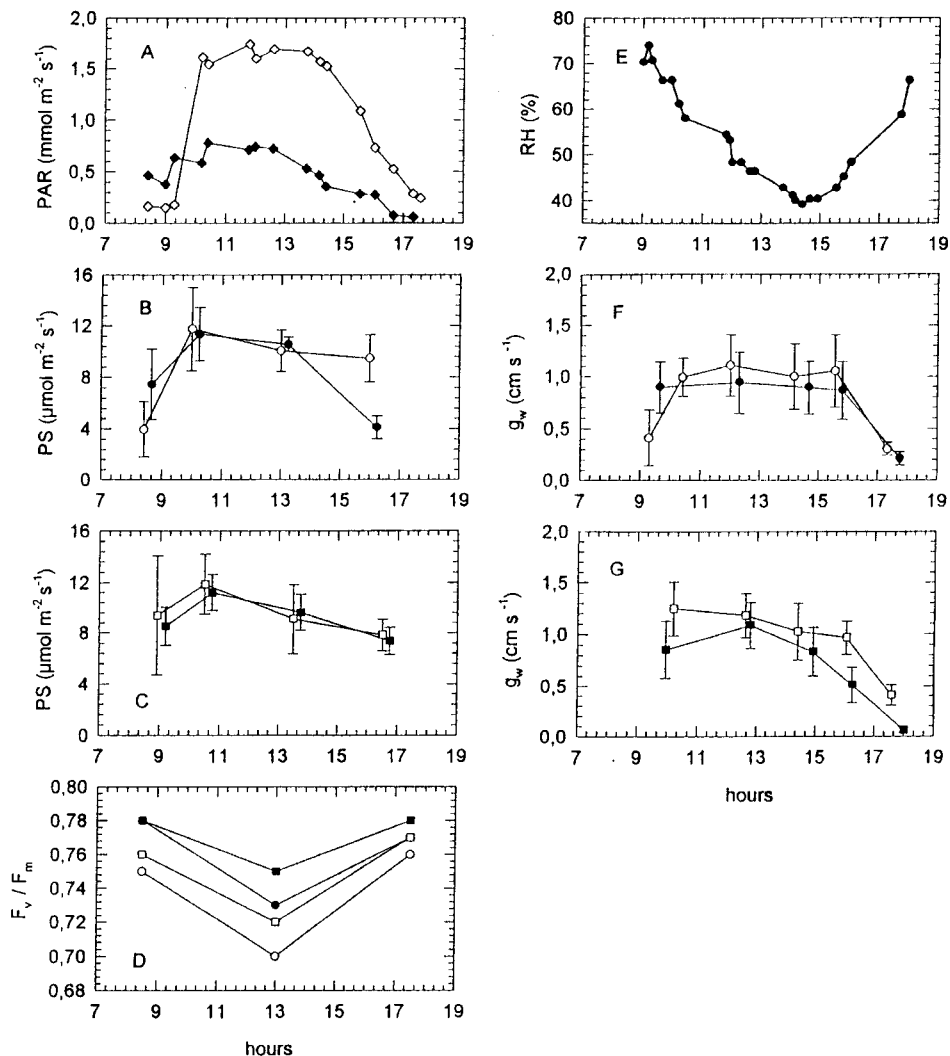 A
PAR (mmol m⁻² s⁻¹)
2,0
1,5
1,0
0,5
0,0
7 9 11 13 15 17 19
E
RH (%)
80
70
60
50
40
7 9 11 13 15 17 19
B
PS (µmol m⁻² s⁻¹)
16
12
8
4
0
7 9 11 13 15 17 19
F
g_w (cm s⁻¹)
2,0
1,5
1,0
0,5
0,0
7 9 11 13 15 17 19
C
PS (µmol m⁻² s⁻¹)
16
12
8
4
0
7 9 11 13 15 17 19
G
g_w (cm s⁻¹)
2,0
1,5
1,0
0,5
0,0
7 9 11 13 15 17 19
hours
D
F_v / F_m
0,80
0,78
0,76
0,74
0,72
0,70
0,68
7 9 11 13 15 17 19
hours